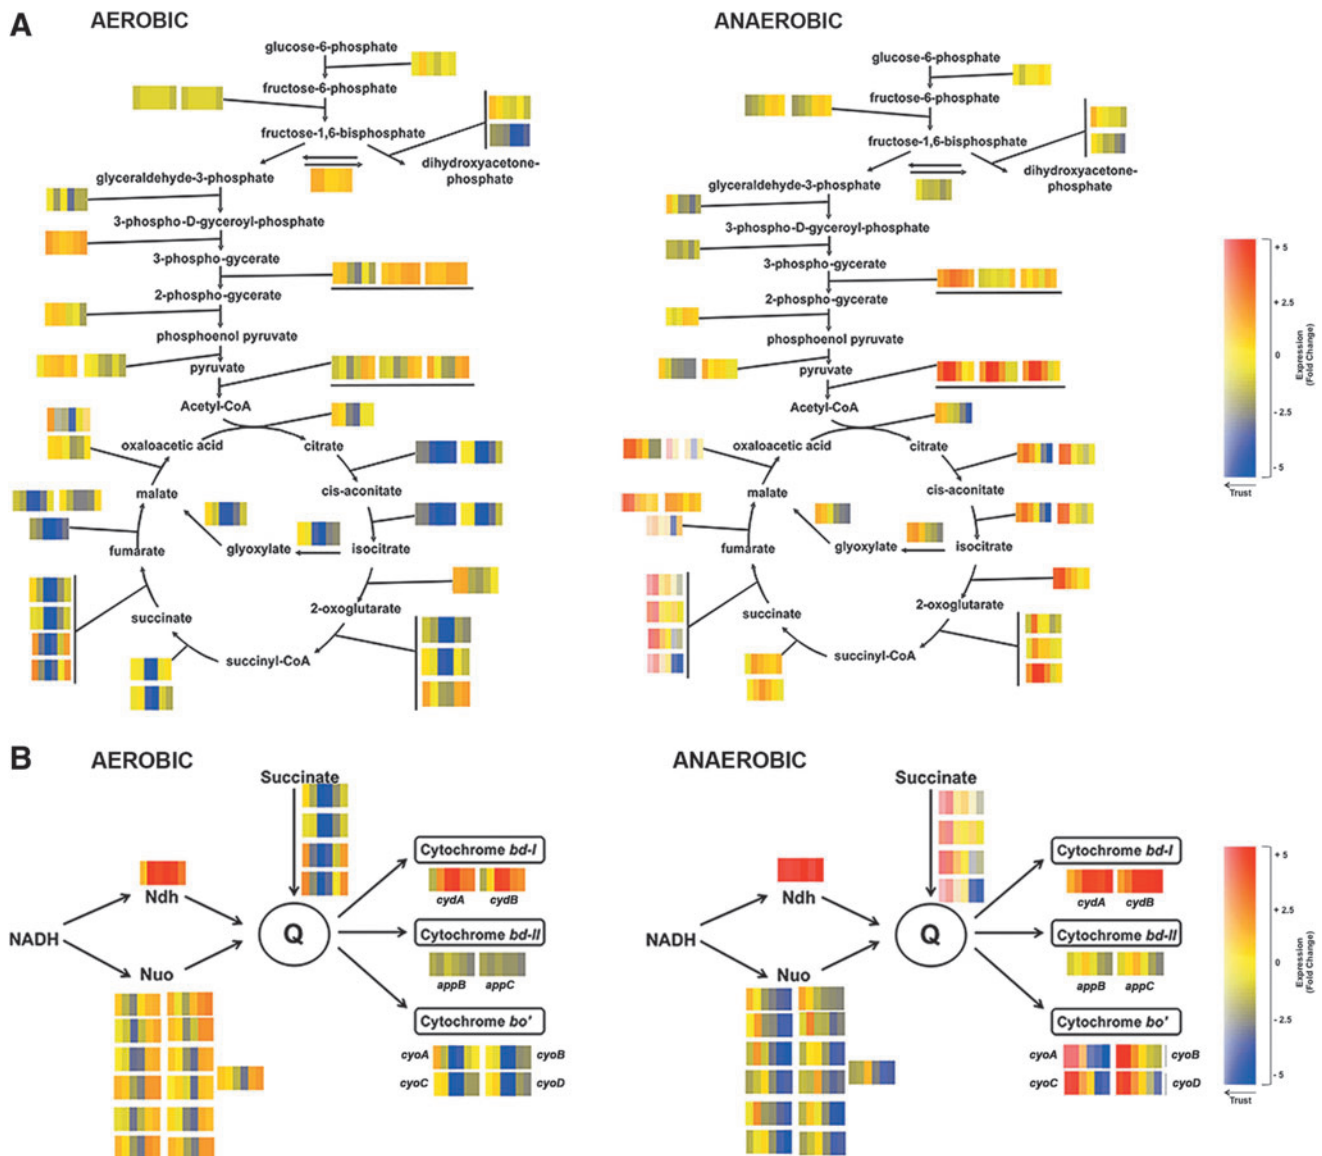 A
AEROBIC
ANAEROBIC
glucose-6-phosphate
fructose-6-phosphate
fructose-1,6-bisphosphate
dihydroxyacetone-
phosphate
glyceraldehyde-3-phosphate
3-phospho-D-gyceroyl-phosphate
3-phospho-gycerate
2-phospho-gycerate
phosphoenol pyruvate
pyruvate
Acetyl-CoA
oxaloacetic acid
citrate
cis-aconitate
isocitrate
glyoxylate
malate
fumarate
succinate
succinyl-CoA
2-oxoglutarate
glucose-6-phosphate
fructose-6-phosphate
fructose-1,6-bisphosphate
dihydroxyacetone-
phosphate
glyceraldehyde-3-phosphate
3-phospho-D-gyceroyl-phosphate
3-phospho-gycerate
2-phospho-gycerate
phosphoenol pyruvate
pyruvate
Acetyl-CoA
oxaloacetic acid
citrate
cis-aconitate
isocitrate
glyoxylate
malate
fumarate
succinate
succinyl-CoA
2-oxoglutarate
+ 5
+ 2.5
0
- 2.5
- 5
Expression
(Fold Change)
Trust
B
AEROBIC
ANAEROBIC
Succinate
NADH
Ndh
Nuo
Q
Cytochrome bd-I
cydA cydB
Cytochrome bd-II
appB appC
Cytochrome bo'
cyoA cyoB
cyoC cyoD
Succinate
NADH
Ndh
Nuo
Q
Cytochrome bd-I
cydA cydB
Cytochrome bd-II
appB appC
Cytochrome bo'
cyoA cyoB
cyoC cyoD
+ 5
+ 2.5
0
- 2.5
- 5
Expression
(Fold Change)
Trust